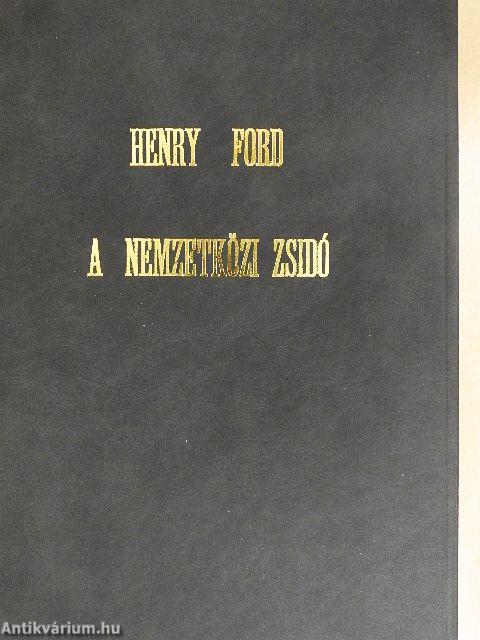 HENRY FORD
A NEMZETKÖZI ZSIDÓ
Antikvárium.hu